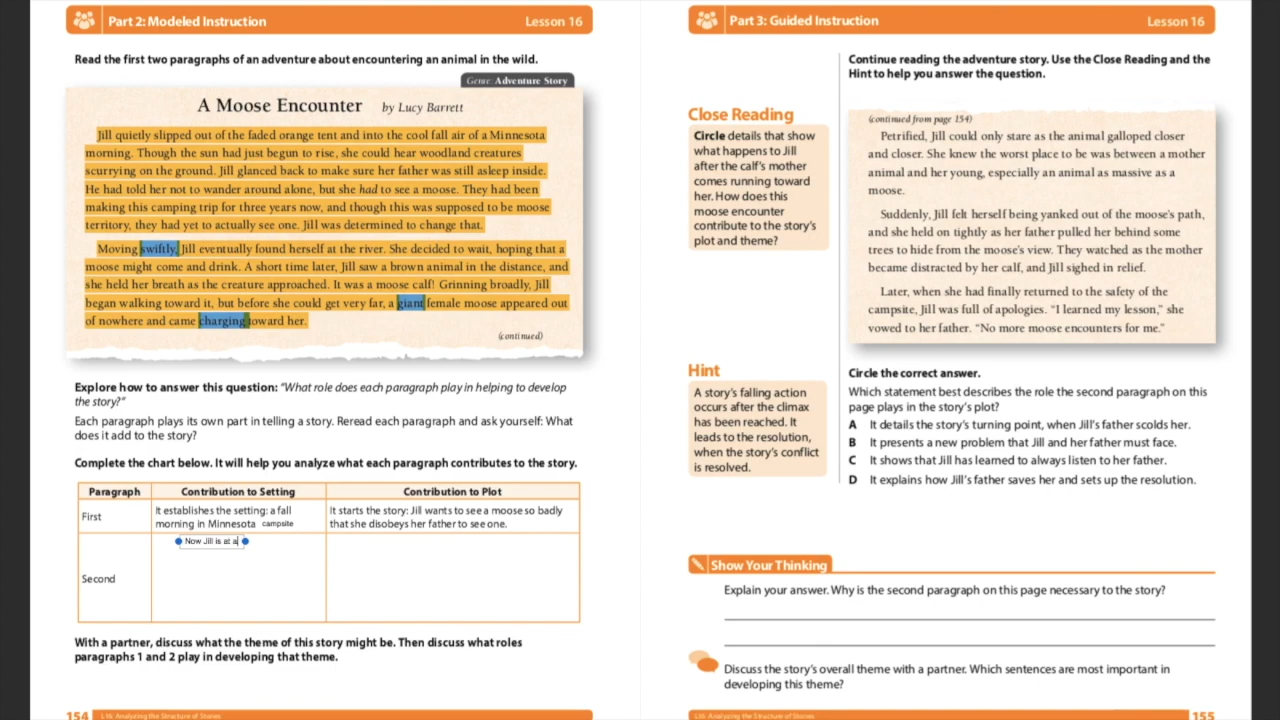 Part 2: Modeled Instruction
Lesson 16
Read the first two paragraphs of an adventure about encountering an animal in the wild.
Genre: Adventure Story
A Moose Encounter by Lucy Barrett
Jill quietly slipped out of the faded orange tent and into the cool fall air of a Minnesota
morning. Though the sun had just begun to rise, she could hear woodland creatures
scurrying on the ground. Jill glanced back to make sure her father was still asleep inside.
He had told her not to wander around alone, but she had to see a moose. They had been
making this camping trip for three years now, and though this was supposed to be moose
territory, they had yet to actually see one. Jill was determined to change that.
Moving swiftly, Jill eventually found herself at the river. She decided to wait, hoping that a
moose might come and drink. A short time later, Jill saw a brown animal in the distance, and
she held her breath as the creature approached. It was a moose calf! Grinning broadly, Jill
began walking toward it, but before she could get very far, a giant female moose appeared out
of nowhere and came charging toward her.
(continued)
Explore how to answer this question: "What role does each paragraph play in helping to develop
the story?"
Each paragraph plays its own part in telling a story. Reread each paragraph and ask yourself: What
does it add to the story?
Complete the chart below. It will help you analyze what each paragraph contributes to the story.
Paragraph Contribution to Setting Contribution to Plot
First
It establishes the setting: a fall
morning in Minnesota campsite
It starts the story: Jill wants to see a moose so badly
that she disobeys her father to see one.
Second
Now Jill is at a
With a partner, discuss what the theme of this story might be. Then discuss what roles
paragraphs 1 and 2 play in developing that theme.
154 L16: Analyzing the Structure of Stories
Part 3: Guided Instruction
Lesson 16
Continue reading the adventure story. Use the Close Reading and the
Hint to help you answer the question.
Close Reading
Circle details that show
what happens to Jill
after the calf's mother
comes running toward
her. How does this
moose encounter
contribute to the story's
plot and theme?
(continued from page 154)
Petrified, Jill could only stare as the animal galloped closer
and closer. She knew the worst place to be was between a mother
animal and her young, especially an animal as massive as a
moose.
Suddenly, Jill felt herself being yanked out of the moose's path,
and she held on tightly as her father pulled her behind some
trees to hide from the moose's view. They watched as the mother
became distracted by her calf, and Jill sighed in relief.
Later, when she had finally returned to the safety of the
campsite, Jill was full of apologies. "I learned my lesson," she
vowed to her father. "No more moose encounters for me."
Hint
A story's falling action
occurs after the climax
has been reached. It
leads to the resolution,
when the story's conflict
is resolved.
Circle the correct answer.
Which statement best describes the role the second paragraph on this
page plays in the story's plot?
A It details the story's turning point, when Jill's father scolds her.
B It presents a new problem that Jill and her father must face.
C It shows that Jill has learned to always listen to her father.
D It explains how Jill's father saves her and sets up the resolution.
Show Your Thinking
Explain your answer. Why is the second paragraph on this page necessary to the story?
Discuss the story's overall theme with a partner. Which sentences are most important in
developing this theme?
L16: Analyzing the Structure of Stories 155